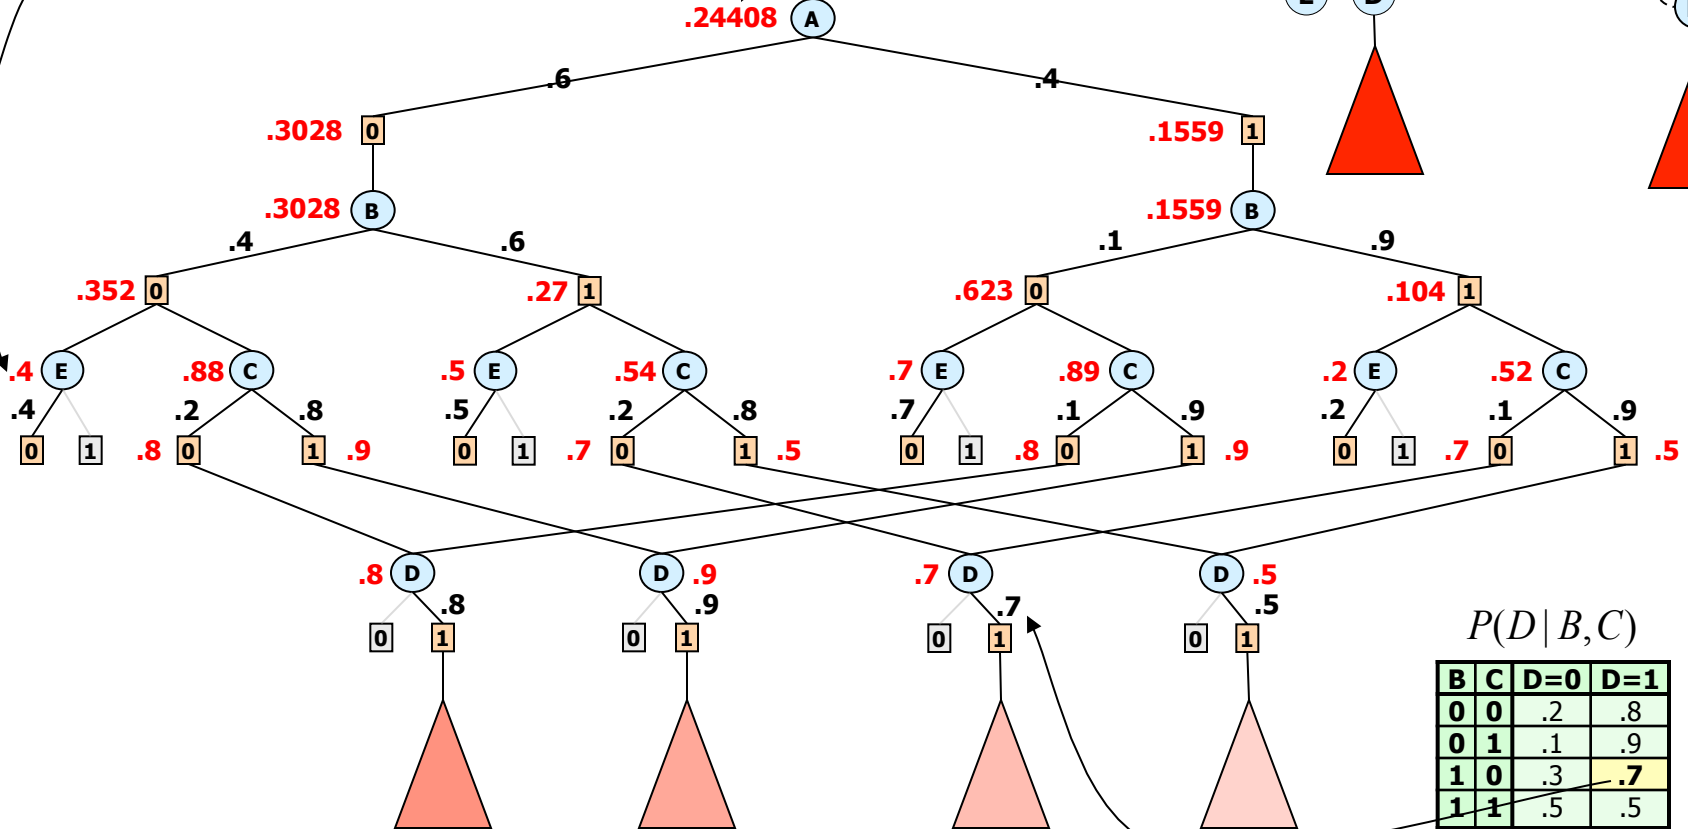 .24408 A
.6 .4
.3028 0 .1559 1
.3028 B .1559 B
.4 .6 .1 .9
.352 0 .27 1 .623 0 .104 1
.4 E .88 C .5 E .54 C .7 E .89 C .2 E .52 C
.4 .2 .8 .5 .2 .8 .7 .1 .9 .2 .1 .9
0 1 .8 0 1 .9 0 1 .7 0 1 .5 0 1 .8 0 1 .9 0 1 .7 0 1 .5
.8 D D .9 .7 D D .5
.8 .9 .7 .5
0 1 0 1 0 1 0 1
P(D | B, C)
B C D=0 D=1
0 0 .2 .8
0 1 .1 .9
1 0 .3 .7
1 1 .5 .5